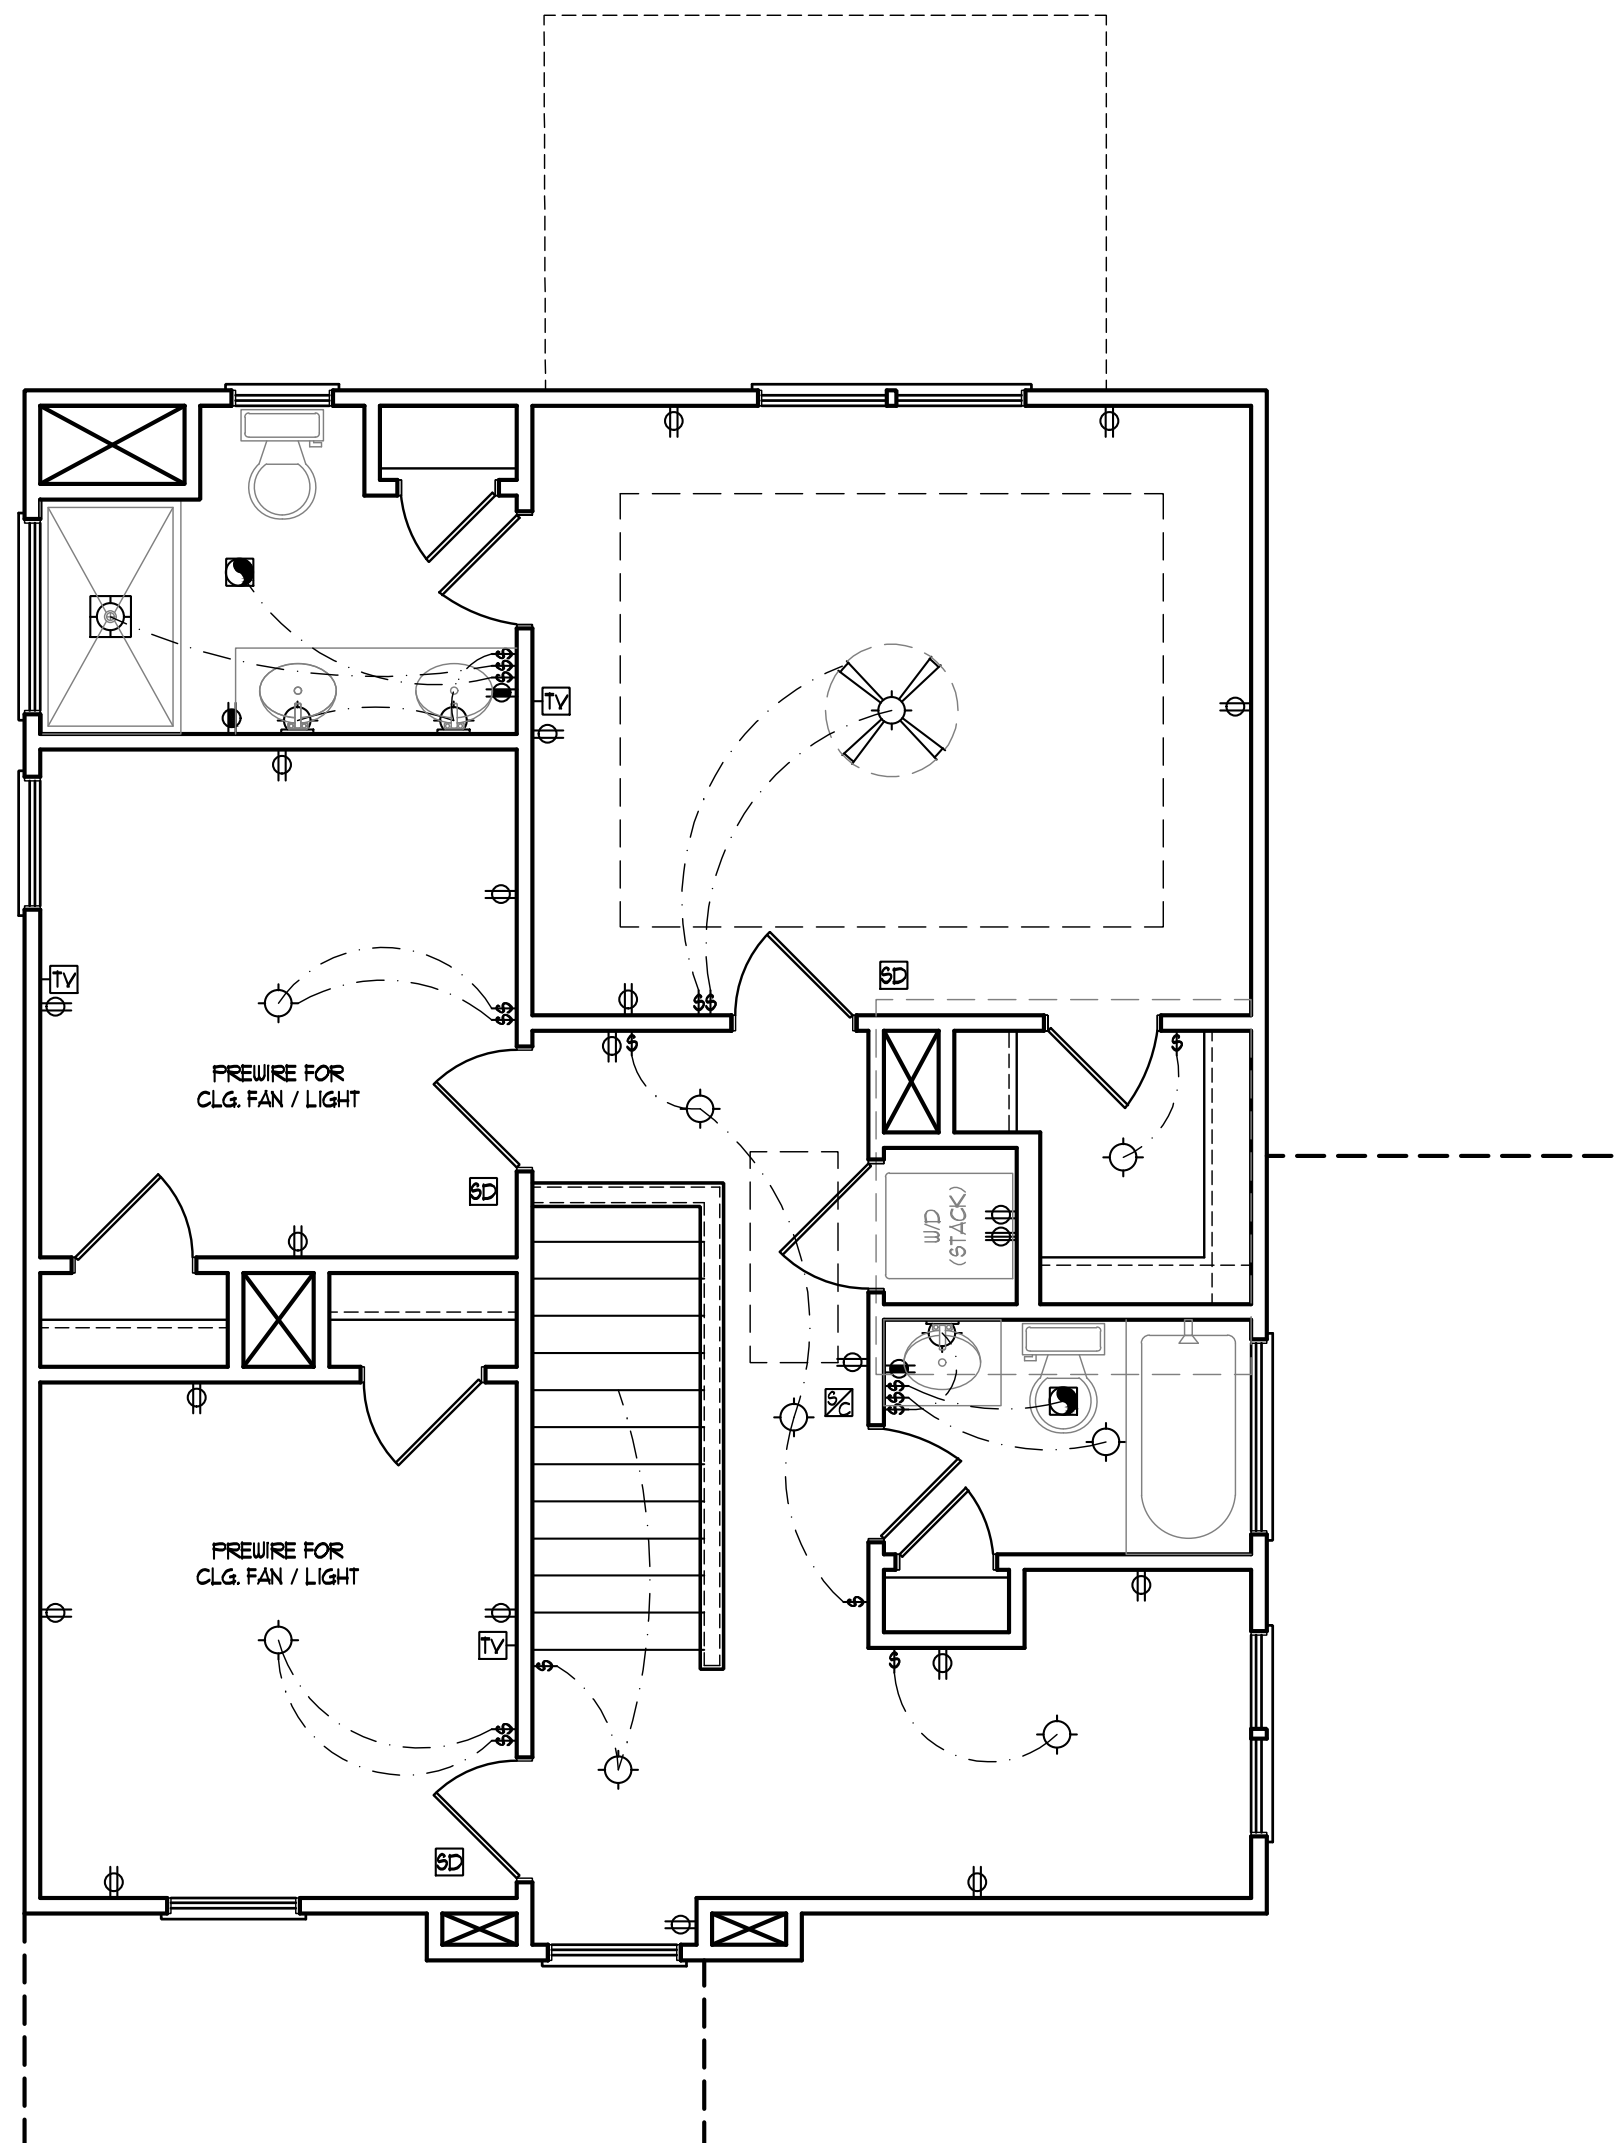 $
$
$
TV
$$
TV
SD
$
$
$
$
PREWIRE FOR
CLG. FAN / LIGHT
SD
W/D
(STACK)
S/C
$
$
$
PREWIRE FOR
CLG. FAN / LIGHT
$
TV
$
$
$
$
SD